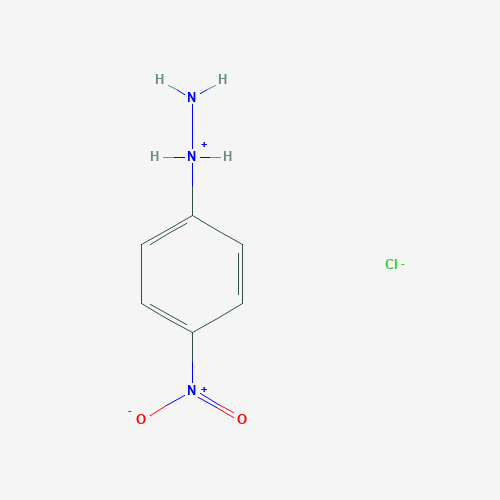 H H
N
+
H N H
Cl -
N +
- O O